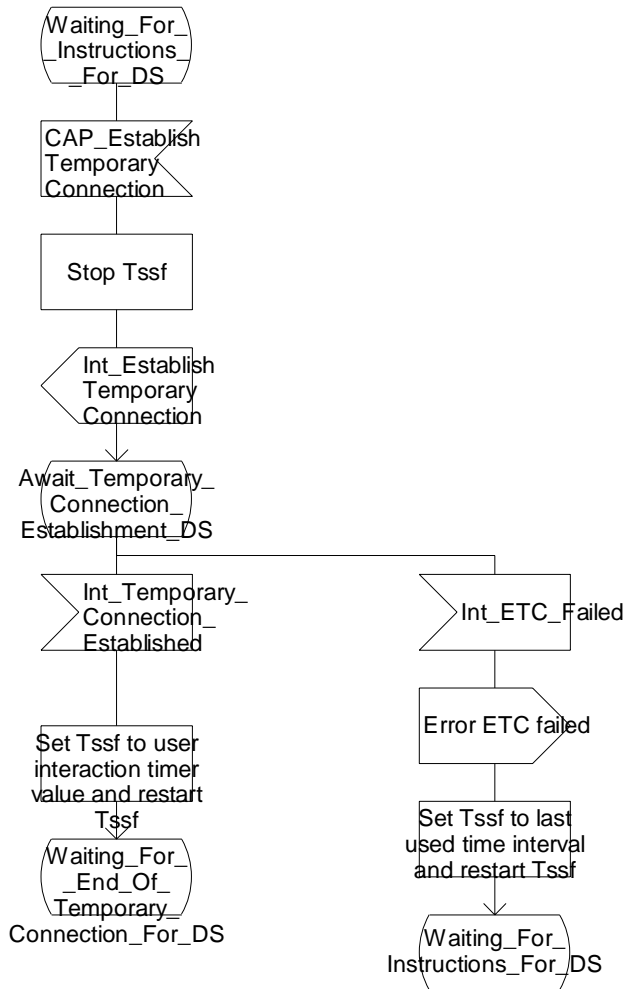 Waiting_For_
_Instructions_
_For_DS
CAP_Establish
Temporary
Connection
Stop Tssf
Int_Establish
Temporary
Connection
Await_Temporary_
Connection_
Establishment_DS
Int_Temporary_
Connection_
Established
Set Tssf to user
interaction timer
value and restart
Tssf
Waiting_For_
_End_Of_
Temporary_
Connection_For_DS
Int_ETC_Failed
Error ETC failed
Set Tssf to last
used time interval
and restart Tssf
Waiting_For_
Instructions_For_DS